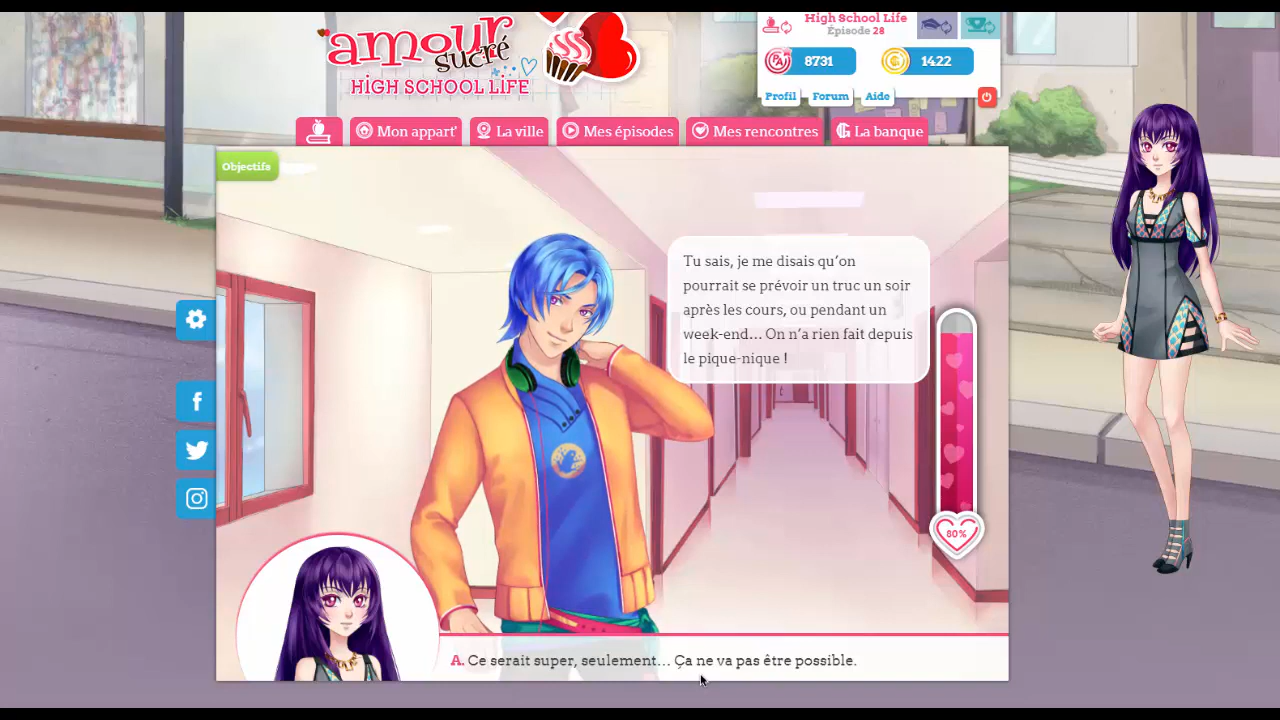 amour
sucré
HIGH SCHOOL LIFE
High School Life
Épisode 28
PA 8731
1422
Profil Forum Aide
Mon appart' La ville Mes épisodes Mes rencontres La banque
Objectifs
Tu sais, je me disais qu'on
pourrait se prévoir un truc un soir
après les cours, ou pendant un
week-end... On n'a rien fait depuis
le pique-nique !
80%
A. Ce serait super, seulement... Ça ne va pas être possible.